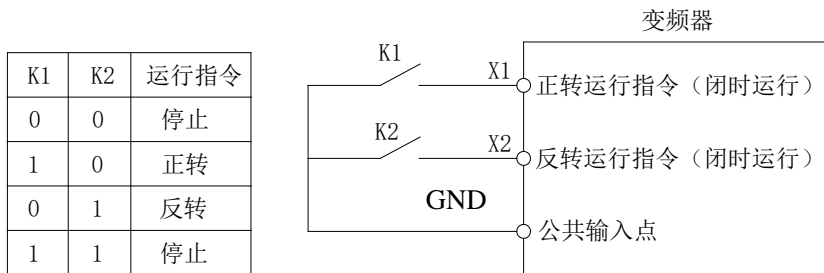 变频器
K1 K2 运行指令
0 0 停止
1 0 正转
0 1 反转
1 1 停止
K1 X1 正转运行指令（闭时运行）
K2 X2 反转运行指令（闭时运行）
GND
公共输入点